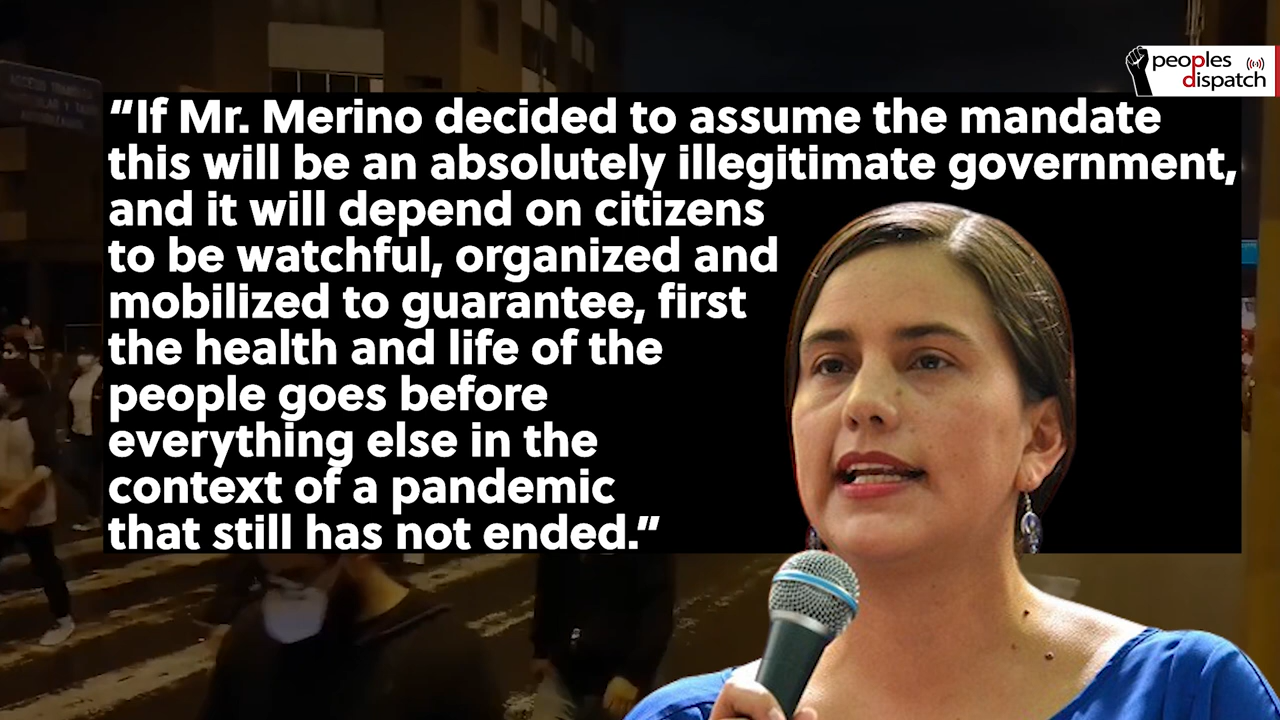 peoples
dispatch
“If Mr. Merino decided to assume the mandate
this will be an absolutely illegitimate government,
and it will depend on citizens
to be watchful, organized and
mobilized to guarantee, first
the health and life of the
people goes before
everything else in the
context of a pandemic
that still has not ended.”